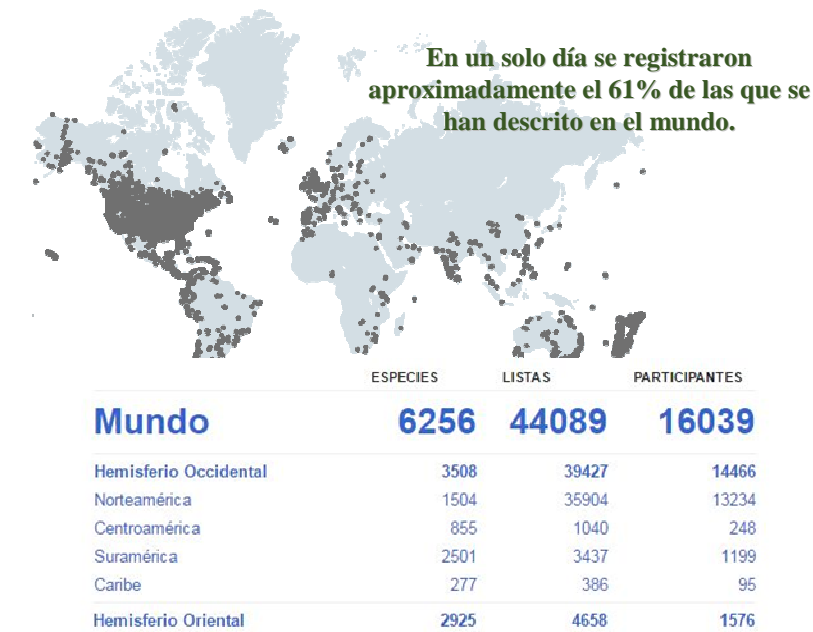 En un solo día se registraron
aproximadamente el 61% de las que se
han descrito en el mundo.
ESPECIES LISTAS PARTICIPANTES
Mundo 6256 44089 16039
Hemisferio Occidental 3508 39427 14466
Norteamérica 1504 35904 13234
Centroamérica 855 1040 248
Suramérica 2501 3437 1199
Caribe 277 386 95
Hemisferio Oriental 2925 4658 1576